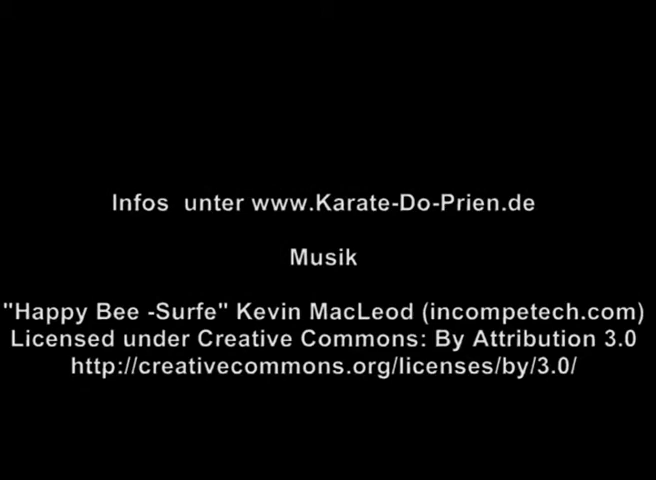 Infos unter www.Karate-Do-Prien.de
Musik
"Happy Bee -Surfe" Kevin MacLeod (incompetech.com)
Licensed under Creative Commons: By Attribution 3.0
http://creativecommons.org/licenses/by/3.0/